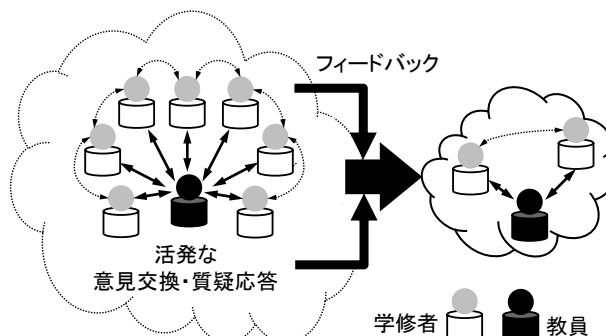 フィードバック
活発な
意見交換・質疑応答
学修者
教員